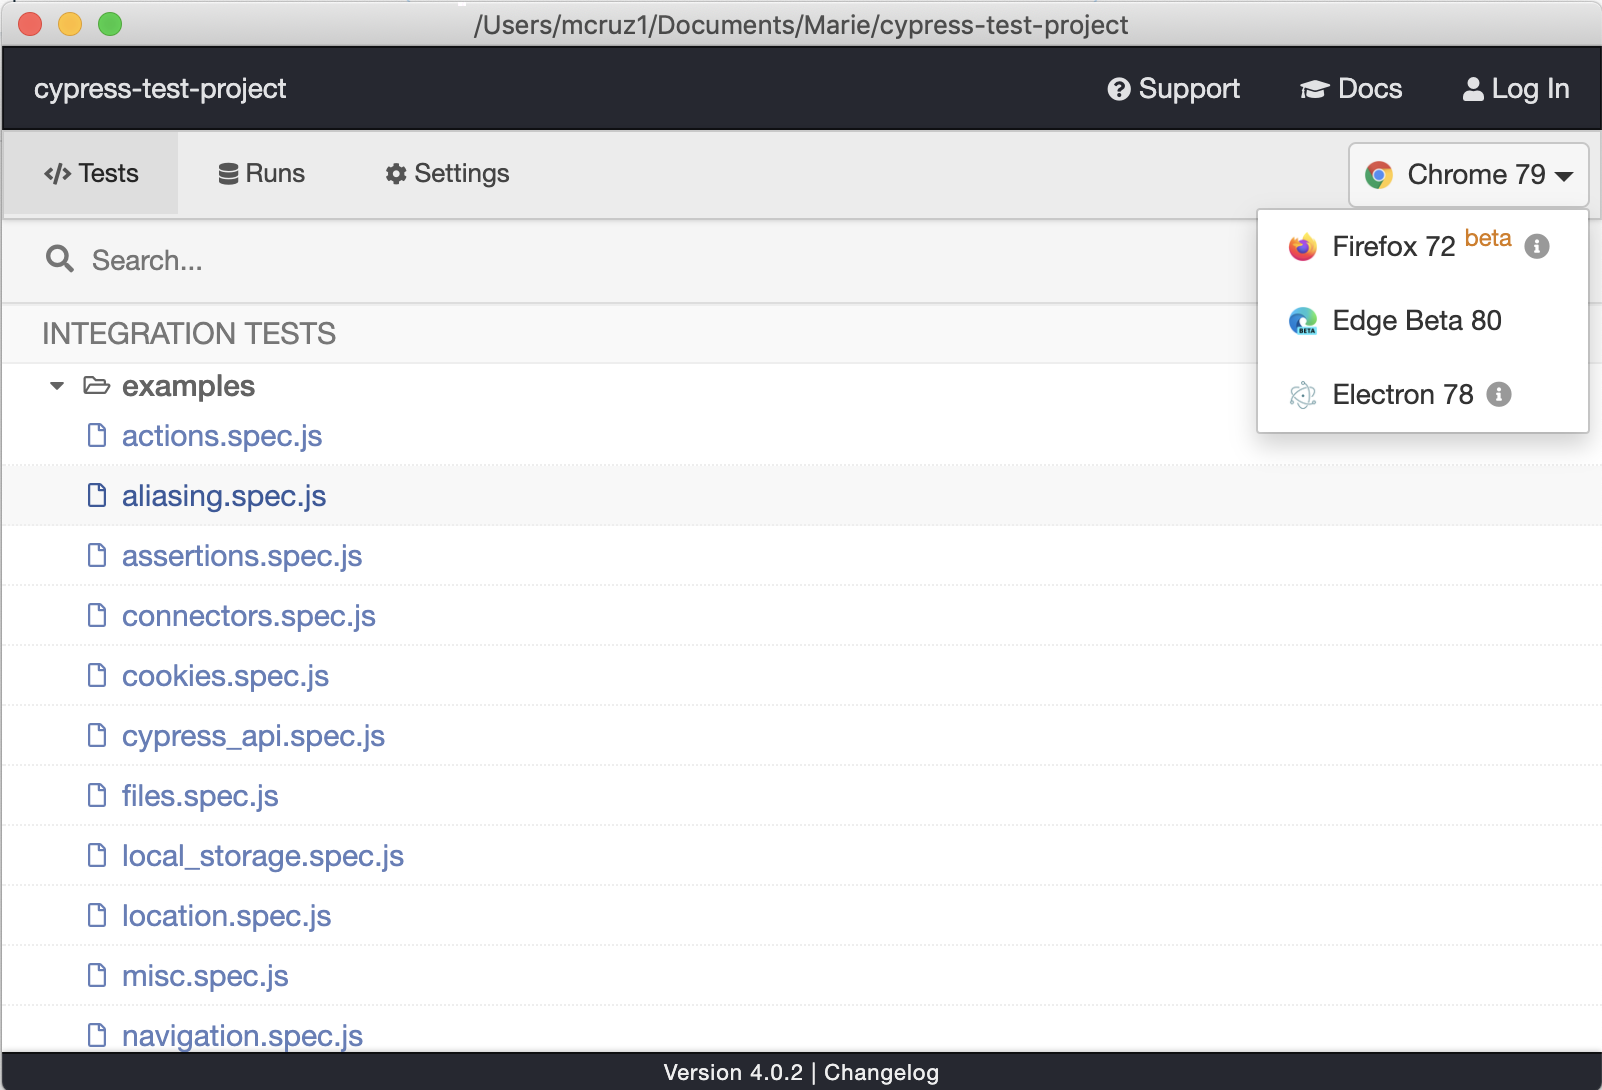 /Users/mcruz1/Documents/Marie/cypress-test-project
cypress-test-project Support Docs Log In
Tests Runs Settings Chrome 79
Search...
Firefox 72 beta
Edge Beta 80
Electron 78
INTEGRATION TESTS
examples
actions.spec.js
aliasing.spec.js
assertions.spec.js
connectors.spec.js
cookies.spec.js
cypress_api.spec.js
files.spec.js
local_storage.spec.js
location.spec.js
misc.spec.js
navigation.spec.js
Version 4.0.2 | Changelog